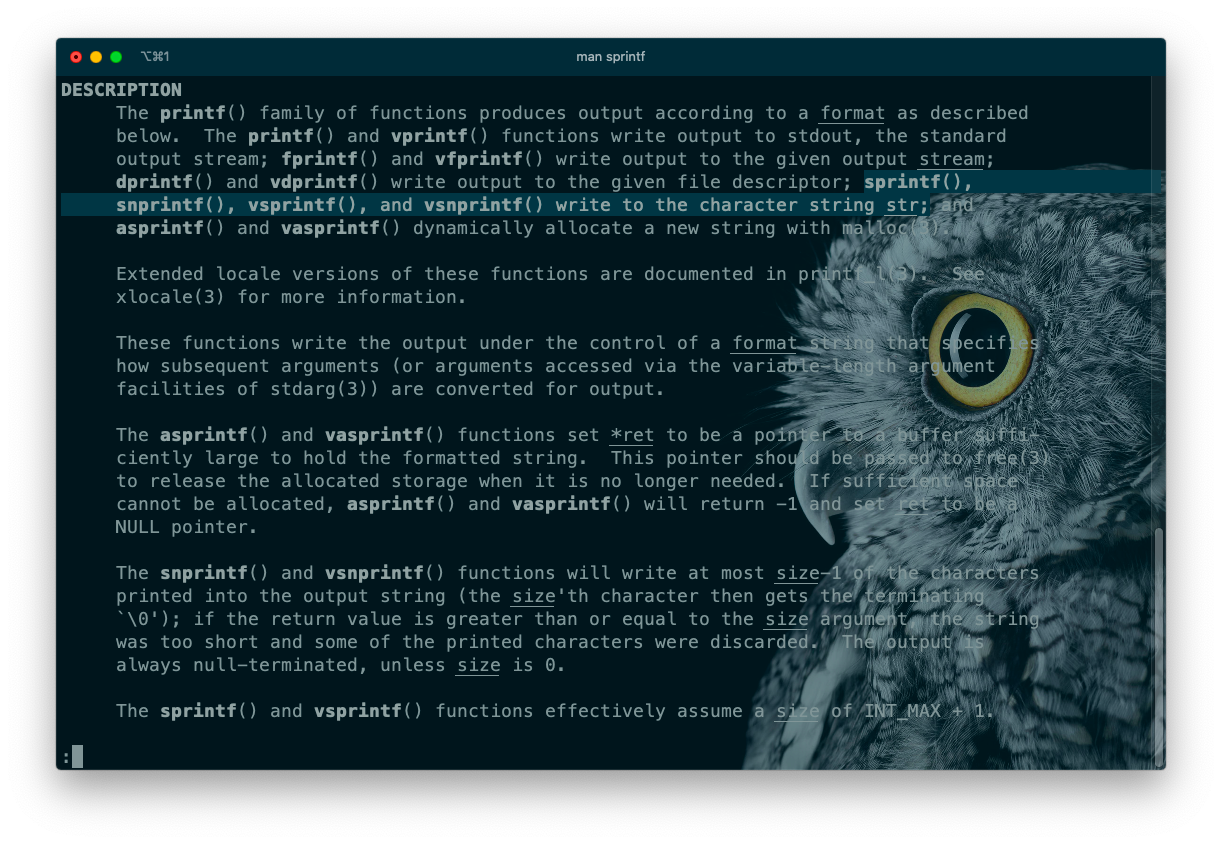 ⌥⌘1
man sprintf
DESCRIPTION
The printf() family of functions produces output according to a format as described
below.  The printf() and vprintf() functions write output to stdout, the standard
output stream; fprintf() and vfprintf() write output to the given output stream;
dprintf() and vdprintf() write output to the given file descriptor; sprintf(),
snprintf(), vsprintf(), and vsnprintf() write to the character string str; and
asprintf() and vasprintf() dynamically allocate a new string with malloc(3).
Extended locale versions of these functions are documented in printf_l(3).  See
xlocale(3) for more information.
These functions write the output under the control of a format string that specifies
how subsequent arguments (or arguments accessed via the variable-length argument
facilities of stdarg(3)) are converted for output.
The asprintf() and vasprintf() functions set *ret to be a pointer to a buffer suffi-
ciently large to hold the formatted string.  This pointer should be passed to free(3)
to release the allocated storage when it is no longer needed.  If sufficient space
cannot be allocated, asprintf() and vasprintf() will return -1 and set ret to be a
NULL pointer.
The snprintf() and vsnprintf() functions will write at most size-1 of the characters
printed into the output string (the size'th character then gets the terminating
`\0'); if the return value is greater than or equal to the size argument, the string
was too short and some of the printed characters were discarded.  The output is
always null-terminated, unless size is 0.
The sprintf() and vsprintf() functions effectively assume a size of INT_MAX + 1.
: